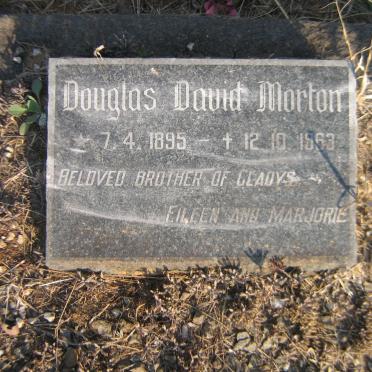 Douglas David Morton
* 7. 4. 1895 – † 12. 10. 1963
BELOVED BROTHER OF GLADYS –
EILEEN AND MARJORIE